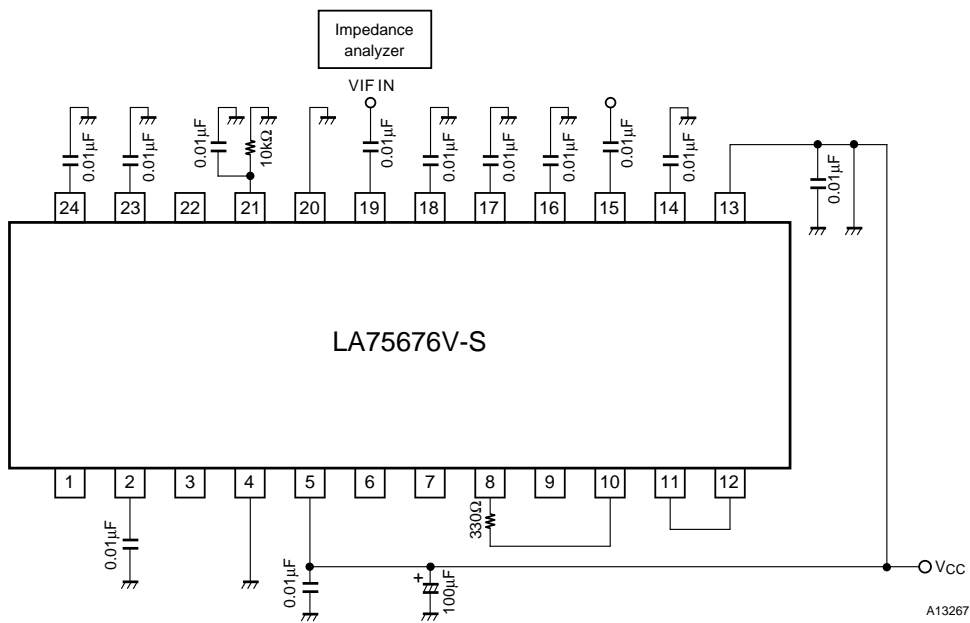 Impedance
analyzer
VIF IN
0.01µF
0.01µF
0.01µF
10kΩ
0.01µF
0.01µF
0.01µF
0.01µF
0.01µF
0.01µF
0.01µF
24 23 22 21 20 19 18 17 16 15 14 13
LA75676V-S
1 2 3 4 5 6 7 8 9 10 11 12
0.01µF
330Ω
0.01µF
+
100µF
VCC
A13267